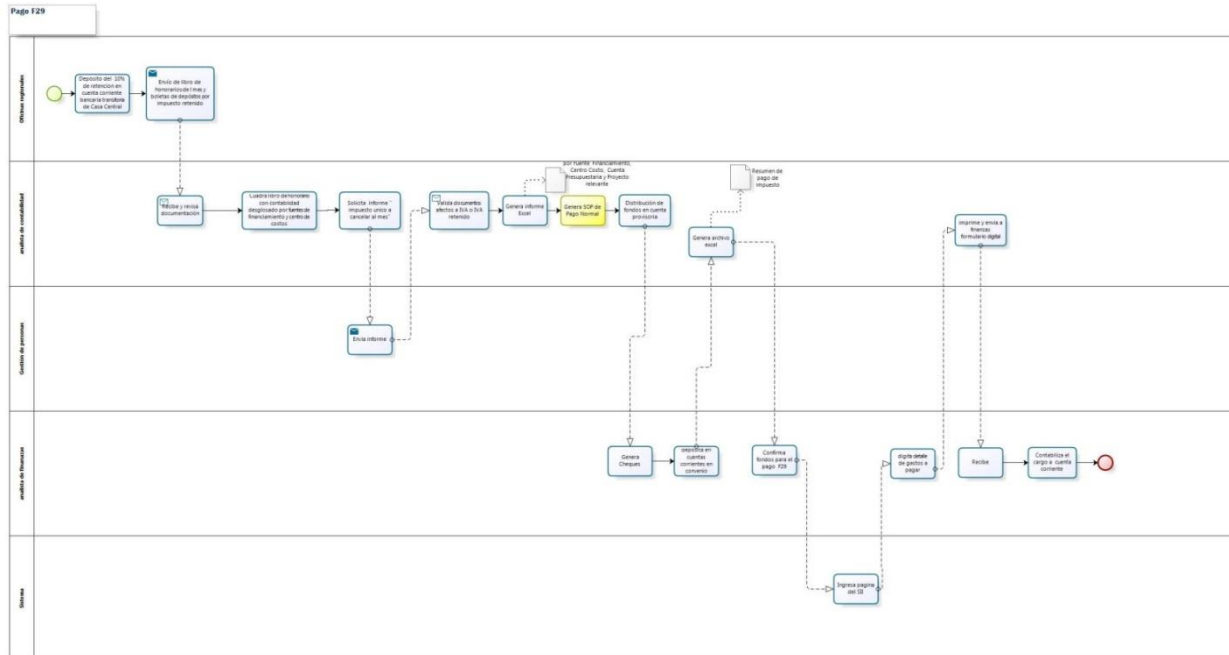 Pago F29
Oficinas regionales
Deposito del 10%
de retencion en
cuenta corriente
bancaria transitoria
de Casa Central
Envío de libro de
honorarios del mes y
boletas de depósitos por
impuesto retenido
analista de contabilidad
Recibe y revisa
documentación
Cuadra libro de honorario
con contabilidad
desglosado por fuentes de
financiamiento y centro de
costos
Solicita informe "
impuesto unico a
cancelar al mes"
Valida documentos
afectos a IVA o IVA
retenido
Genera informe
Excel
por Fuente Financiamiento,
Centro Costo, Cuenta
Presupuestaria y Proyecto
relevante
Genera SOP de
Pago Normal
Distribución de
fondos en cuenta
provisoria
Genera archivo
excel
Resumen de
pago de
impuesto
imprime y envia a
finanzas
formulario digital
Gestión de personas
Envia informe
analista de finanzas
Genera
Cheques
Deposita en
cuentas
corrientes en
convenio
Confirma
fondos para el
pago F29
digita detalle
de gastos a
pagar
Recibe
Contabiliza el
cargo a cuenta
corriente
Sistema
Ingresa pagina
del SII